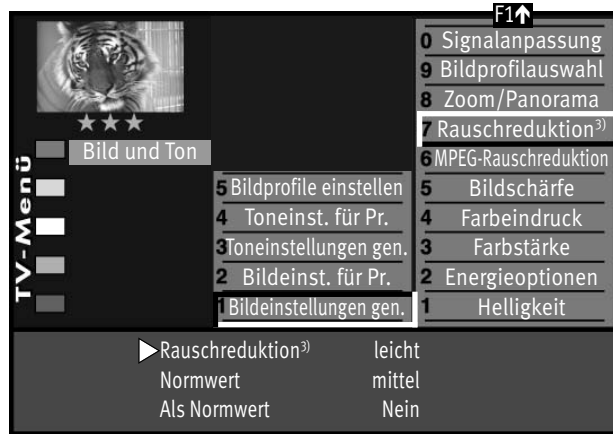 F1↑
0 Signalanpassung
9 Bildprofilauswahl
8 Zoom/Panorama
7 Rauschreduktion³⁾
6 MPEG-Rauschreduktion
5 Bildschärfe
4 Farbeindruck
3 Farbstärke
2 Energieoptionen
1 Helligkeit
TV-Menü
Bild und Ton
5 Bildprofile einstellen
4 Toneinst. für Pr.
3 Toneinstellungen gen.
2 Bildeinst. für Pr.
1 Bildeinstellungen gen.
Rauschreduktion³⁾ leicht
Normwert mittel
Als Normwert Nein